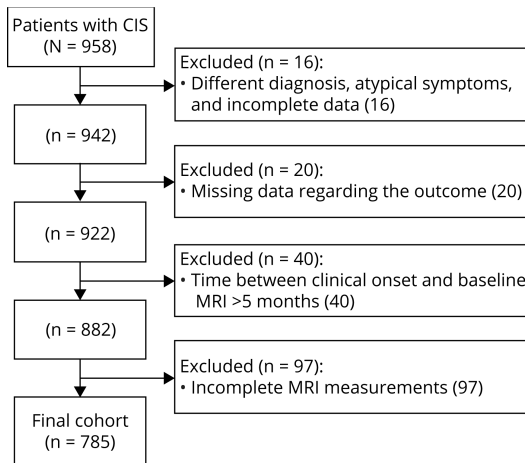 Patients with CIS
(N = 958)
Excluded (n = 16):
• Different diagnosis, atypical symptoms,
and incomplete data (16)
(n = 942)
Excluded (n = 20):
• Missing data regarding the outcome (20)
(n = 922)
Excluded (n = 40):
• Time between clinical onset and baseline
MRI >5 months (40)
(n = 882)
Excluded (n = 97):
• Incomplete MRI measurements (97)
Final cohort
(n = 785)